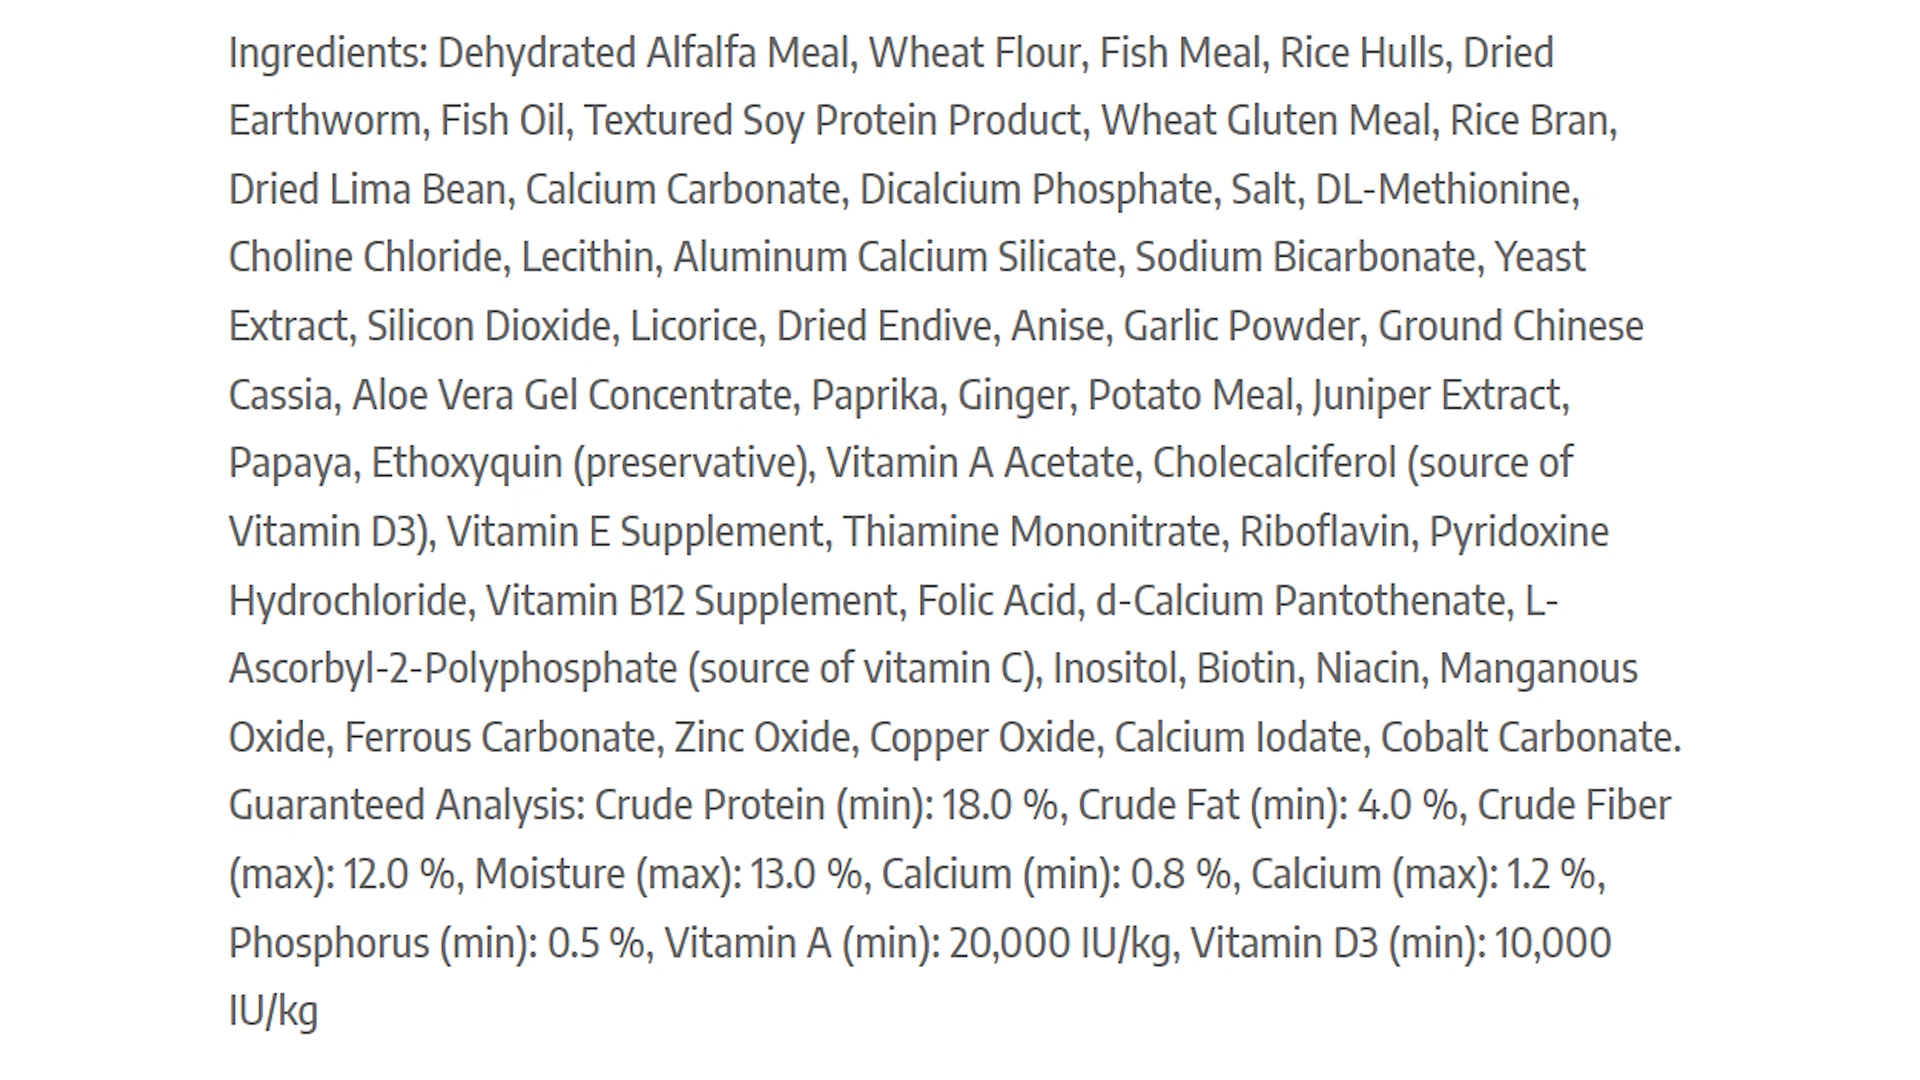 Ingredients: Dehydrated Alfalfa Meal, Wheat Flour, Fish Meal, Rice Hulls, Dried
Earthworm, Fish Oil, Textured Soy Protein Product, Wheat Gluten Meal, Rice Bran,
Dried Lima Bean, Calcium Carbonate, Dicalcium Phosphate, Salt, DL-Methionine,
Choline Chloride, Lecithin, Aluminum Calcium Silicate, Sodium Bicarbonate, Yeast
Extract, Silicon Dioxide, Licorice, Dried Endive, Anise, Garlic Powder, Ground Chinese
Cassia, Aloe Vera Gel Concentrate, Paprika, Ginger, Potato Meal, Juniper Extract,
Papaya, Ethoxyquin (preservative), Vitamin A Acetate, Cholecalciferol (source of
Vitamin D3), Vitamin E Supplement, Thiamine Mononitrate, Riboflavin, Pyridoxine
Hydrochloride, Vitamin B12 Supplement, Folic Acid, d-Calcium Pantothenate, L-
Ascorbyl-2-Polyphosphate (source of vitamin C), Inositol, Biotin, Niacin, Manganous
Oxide, Ferrous Carbonate, Zinc Oxide, Copper Oxide, Calcium Iodate, Cobalt Carbonate.
Guaranteed Analysis: Crude Protein (min): 18.0 %, Crude Fat (min): 4.0 %, Crude Fiber
(max): 12.0 %, Moisture (max): 13.0 %, Calcium (min): 0.8 %, Calcium (max): 1.2 %,
Phosphorus (min): 0.5 %, Vitamin A (min): 20,000 IU/kg, Vitamin D3 (min): 10,000
IU/kg